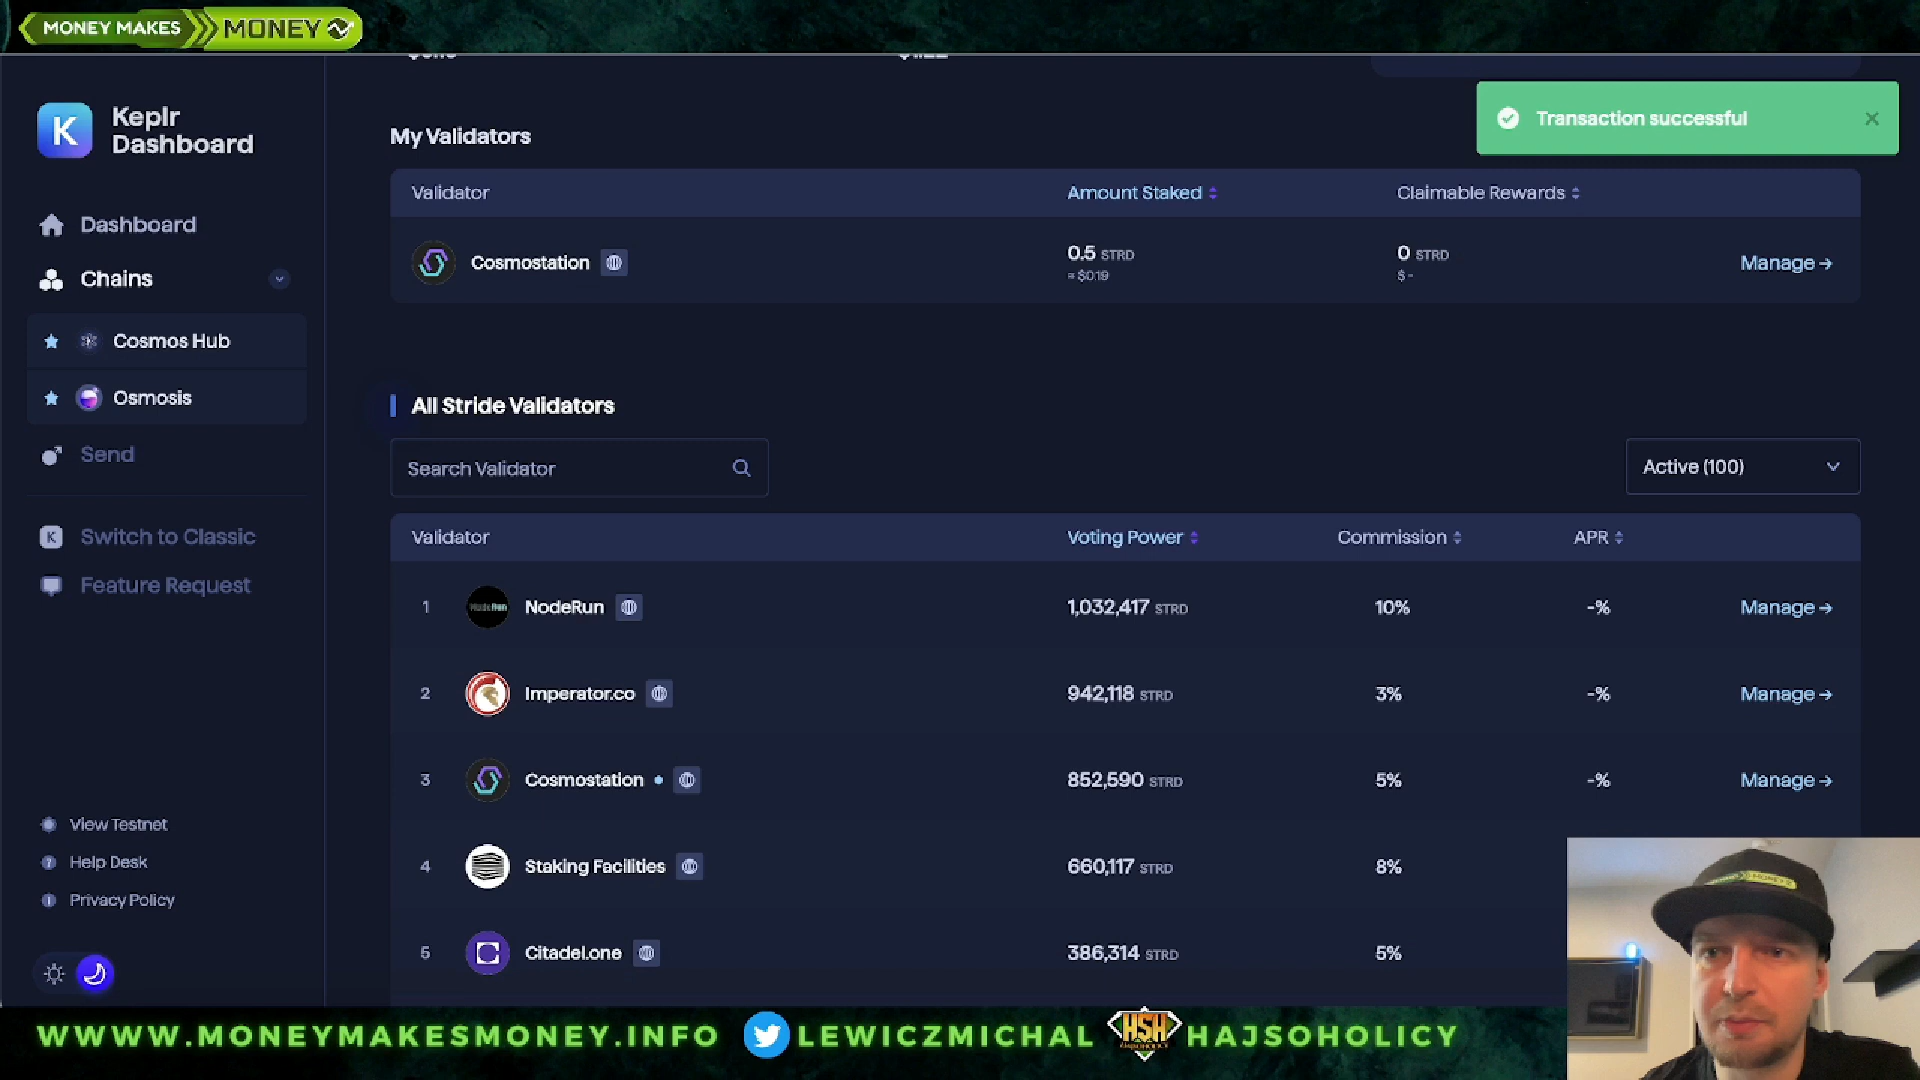 MONEY MAKES MONEY
Keplr
Dashboard
Dashboard
Chains
Cosmos Hub
Osmosis
Send
Switch to Classic
Feature Request
View Testnet
Help Desk
Privacy Policy
Transaction successful
My Validators
Validator Amount Staked Claimable Rewards
Cosmostation 0.5 STRD 0 STRD Manage →
≈ $0.19 $ -
All Stride Validators
Search Validator Active (100)
Validator Voting Power Commission APR
1 NodeRun 1,032,417 STRD 10% -% Manage →
2 Imperator.co 942,118 STRD 3% -% Manage →
3 Cosmostation 852,590 STRD 5% -% Manage →
4 Staking Facilities 660,117 STRD 8%
5 Citadel.one 386,314 STRD 5%
WWWW.MONEYMAKESMONEY.INFO LEWICZMICHAL HSH HAJSOHOLICY